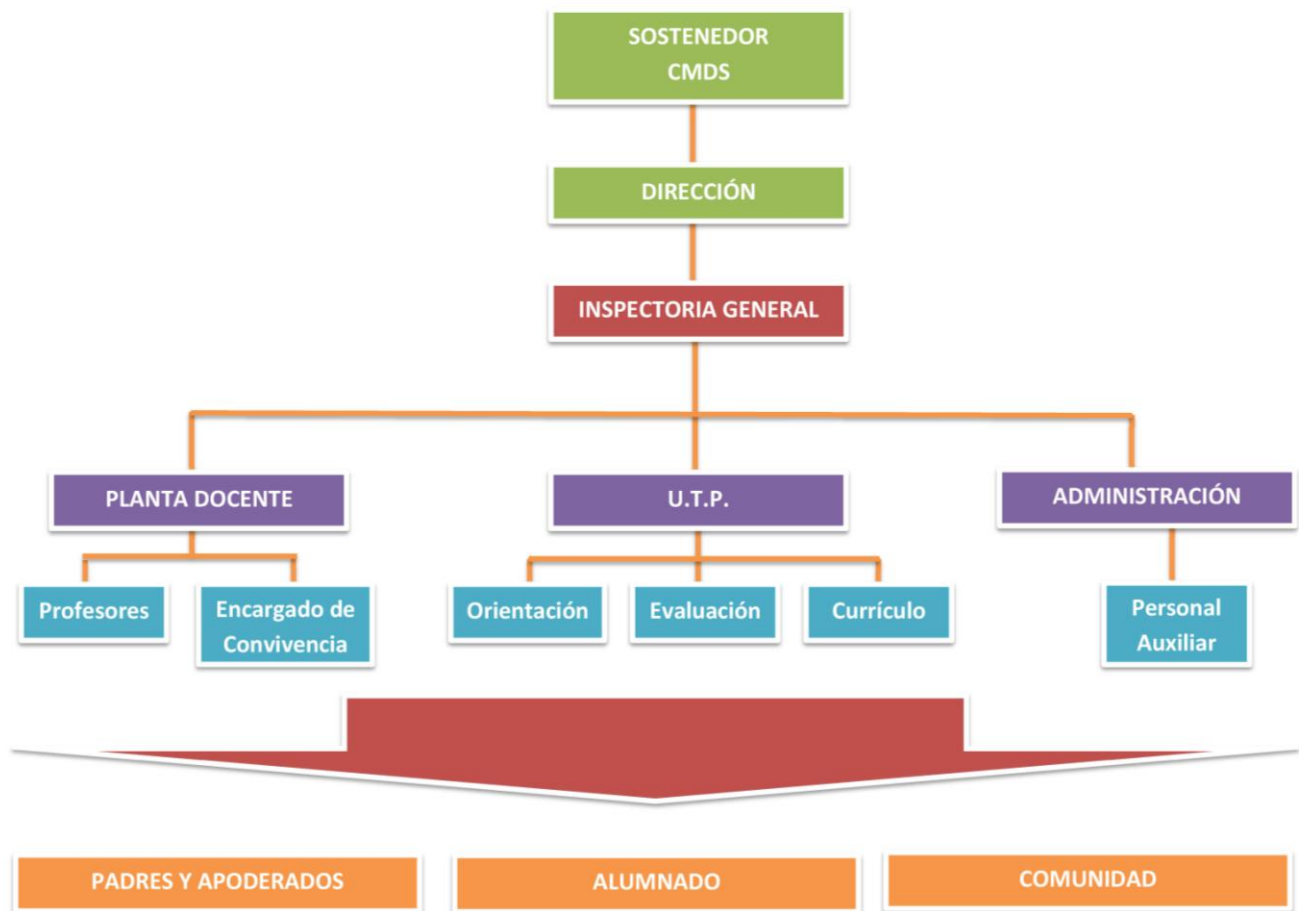 SOSTENEDOR
CMDS
DIRECCIÓN
INSPECTORIA GENERAL
PLANTA DOCENTE
U.T.P.
ADMINISTRACIÓN
Profesores
Encargado de
Convivencia
Orientación
Evaluación
Currículo
Personal
Auxiliar
PADRES Y APODERADOS
ALUMNADO
COMUNIDAD